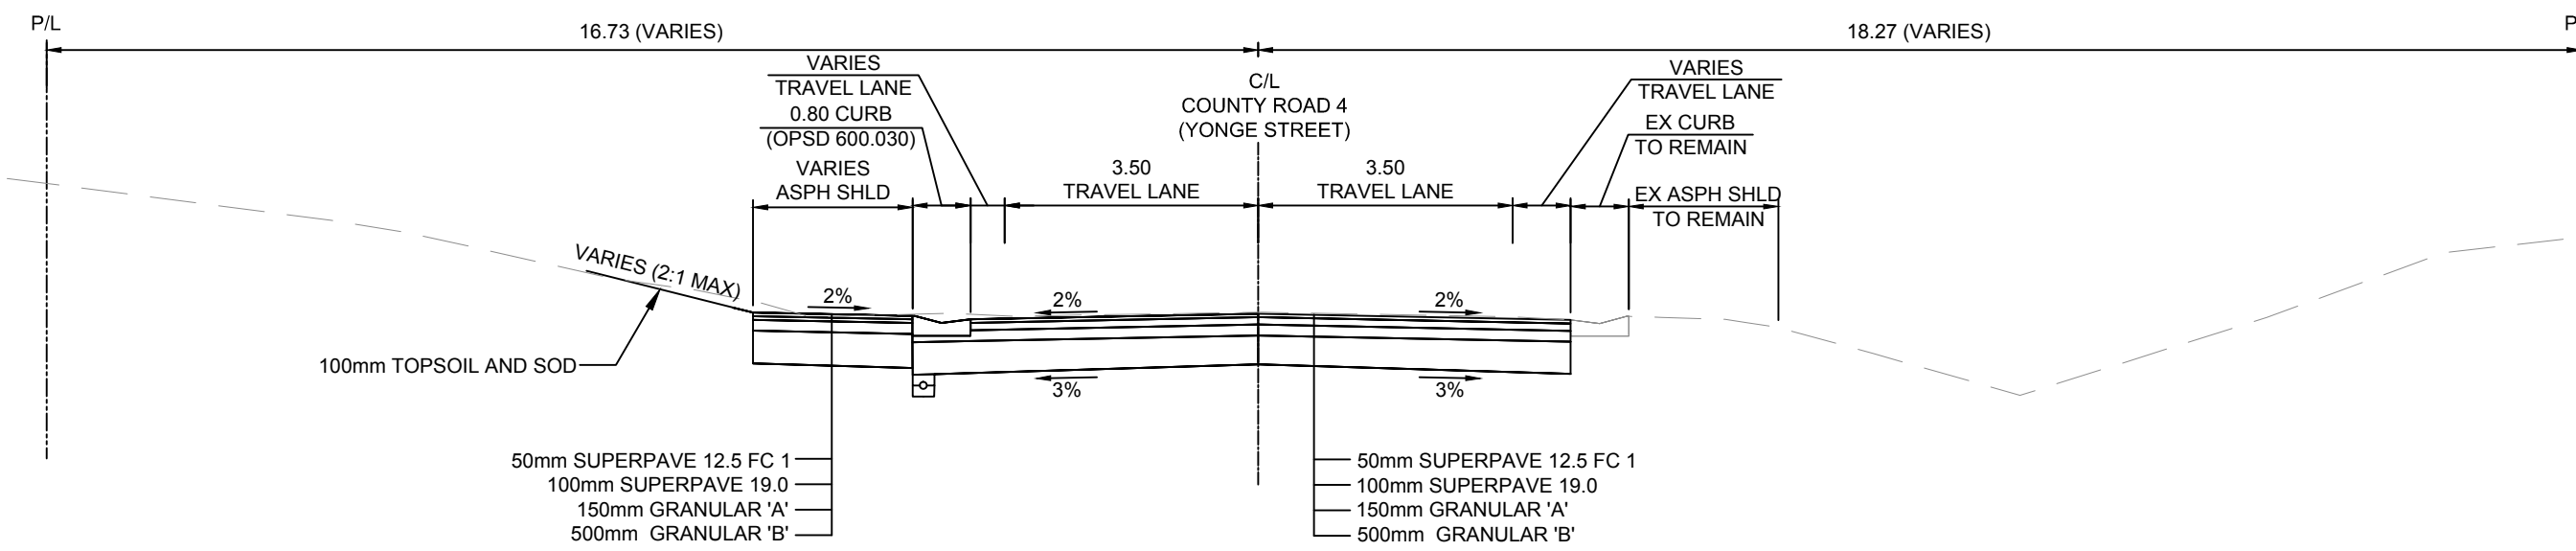 P/L
16.73 (VARIES)
18.27 (VARIES)
P
VARIES
TRAVEL LANE
0.80 CURB
(OPSD 600.030)
VARIES
ASPH SHLD
3.50
TRAVEL LANE
C/L
COUNTY ROAD 4
(YONGE STREET)
3.50
TRAVEL LANE
VARIES
TRAVEL LANE
EX CURB
TO REMAIN
EX ASPH SHLD
TO REMAIN
VARIES (2:1 MAX)
2%
2%
2%
100mm TOPSOIL AND SOD
3%
3%
50mm SUPERPAVE 12.5 FC 1
100mm SUPERPAVE 19.0
150mm GRANULAR 'A'
500mm GRANULAR 'B'
50mm SUPERPAVE 12.5 FC 1
100mm SUPERPAVE 19.0
150mm GRANULAR 'A'
500mm GRANULAR 'B'